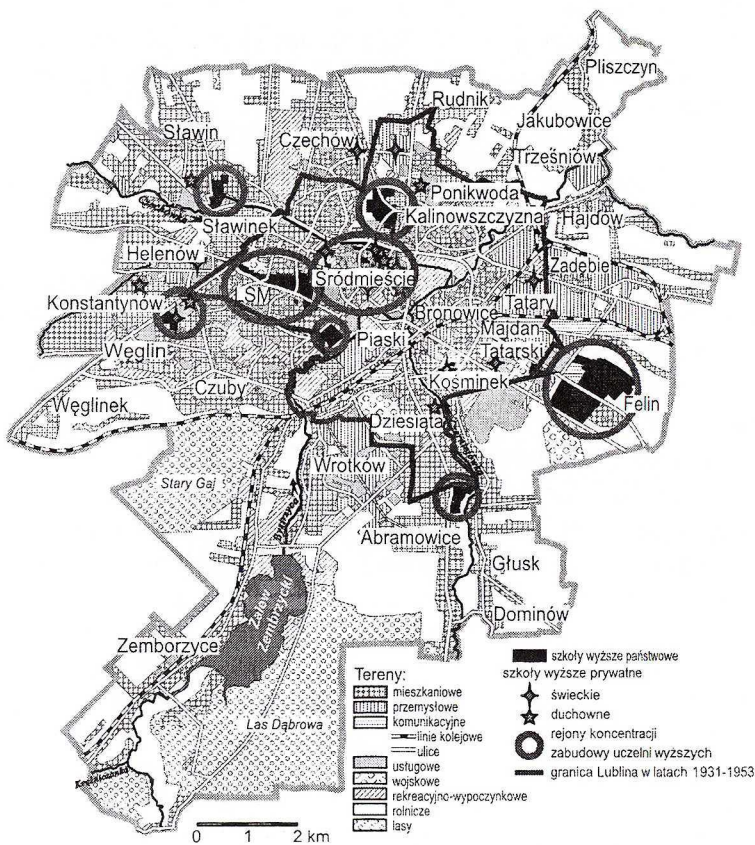 Pliszczyn
Rudnik
Jakubowice
Sławin
Czechów
Trześniów
Ponikwoda
Kalinowszczyzna
Hajdów
Sławinek
Helenów
Śródmieście
Zadębie
LSM
Konstantynów
Tatary
Bronowice
Majdan
Tatarski
Piaski
Węglin
Czuby
Kośminek
Węglinek
Felin
Dziesiąta
Wrotków
Stary Gaj
Bystrzyca
Abramowice
Głusk
Zalew
Zemborzycki
Dominów
Zemborzyce
Las Dąbrowa
Tereny:
mieszkaniowe
przemysłowe
komunikacyjne
linie kolejowe
ulice
usługowe
wojskowe
rekreacyjno-wypoczynkowe
rolnicze
lasy
szkoły wyższe państwowe
szkoły wyższe prywatne
świeckie
duchowne
rejony koncentracji
zabudowy uczelni wyższych
granica Lublina w latach 1931-1953
0 1 2 km